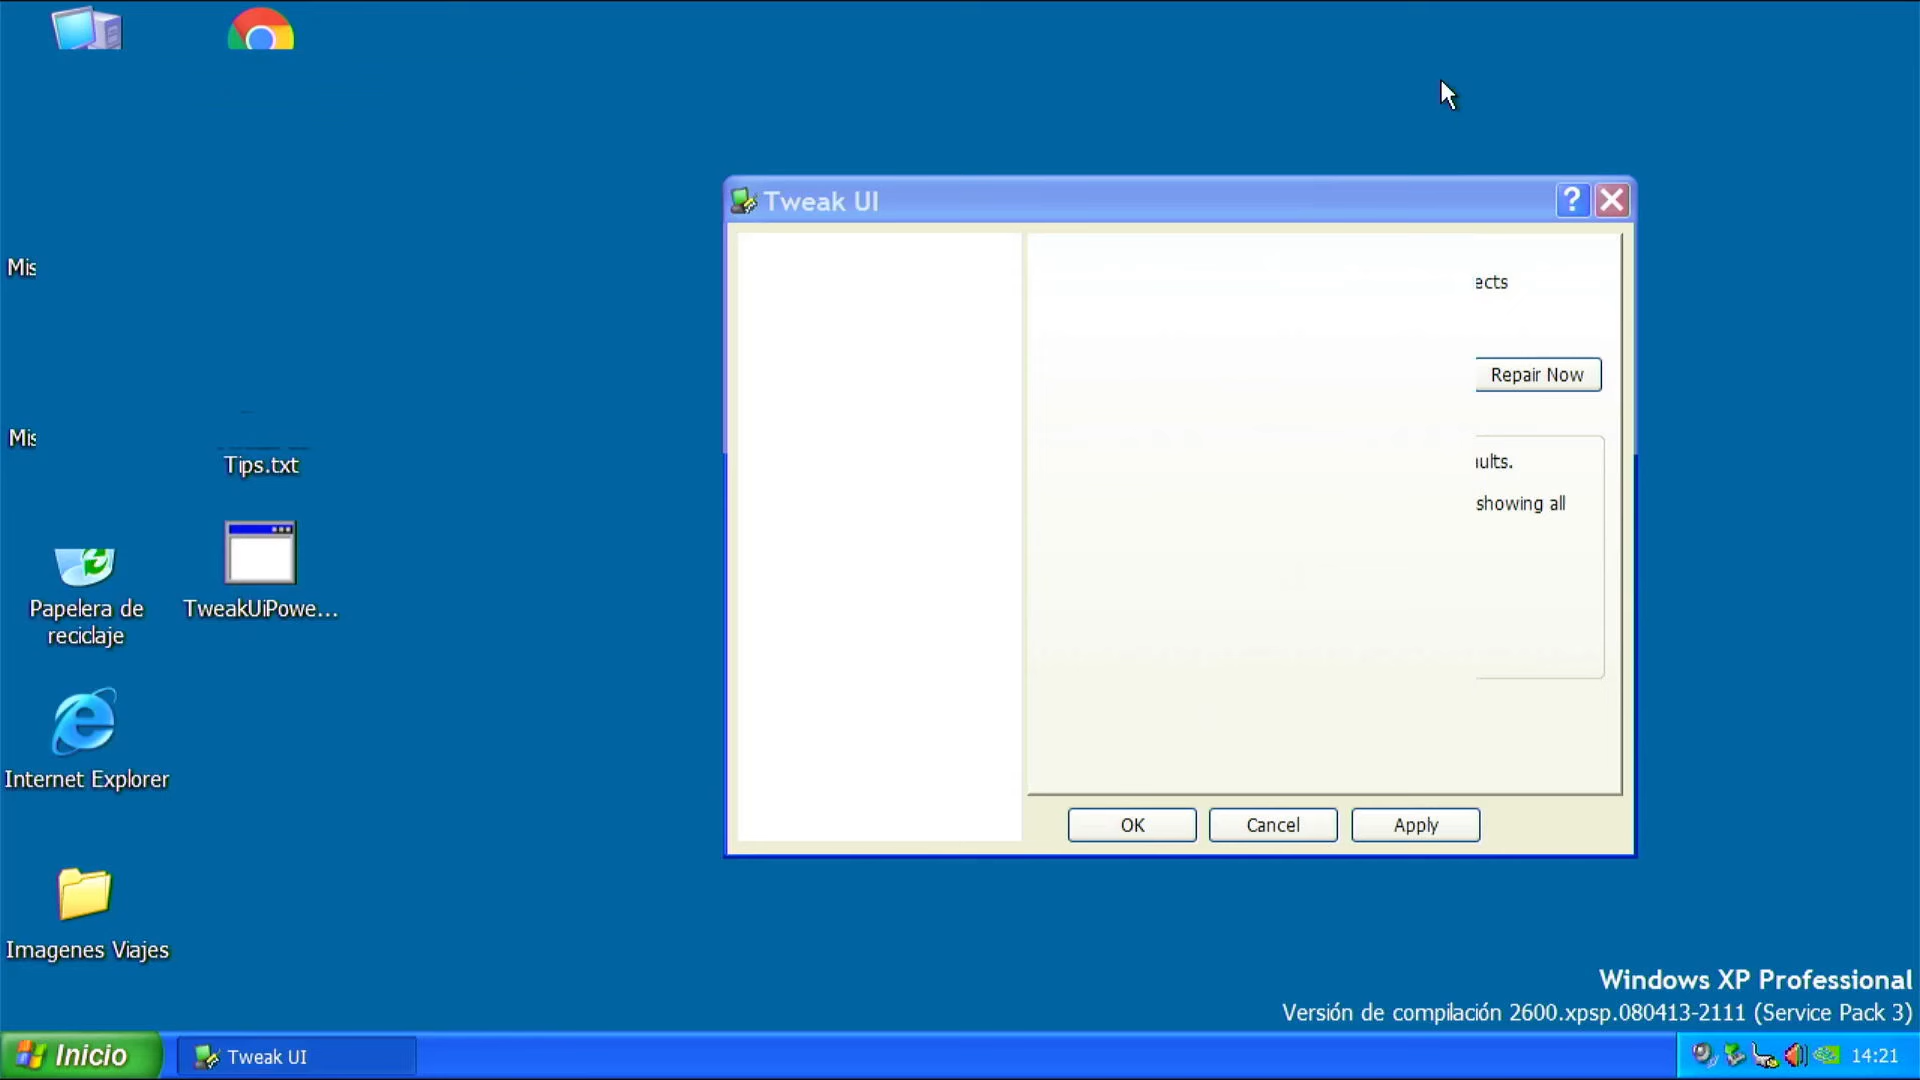 Mis
Mis
Tips.txt
Papelera de
reciclaje
TweakUiPowe...
Internet Explorer
Imagenes Viajes
Tweak UI
?
ects
Repair Now
aults.
showing all
OK
Cancel
Apply
Windows XP Professional
Versión de compilación 2600.xpsp.080413-2111 (Service Pack 3)
Inicio
Tweak UI
14:21